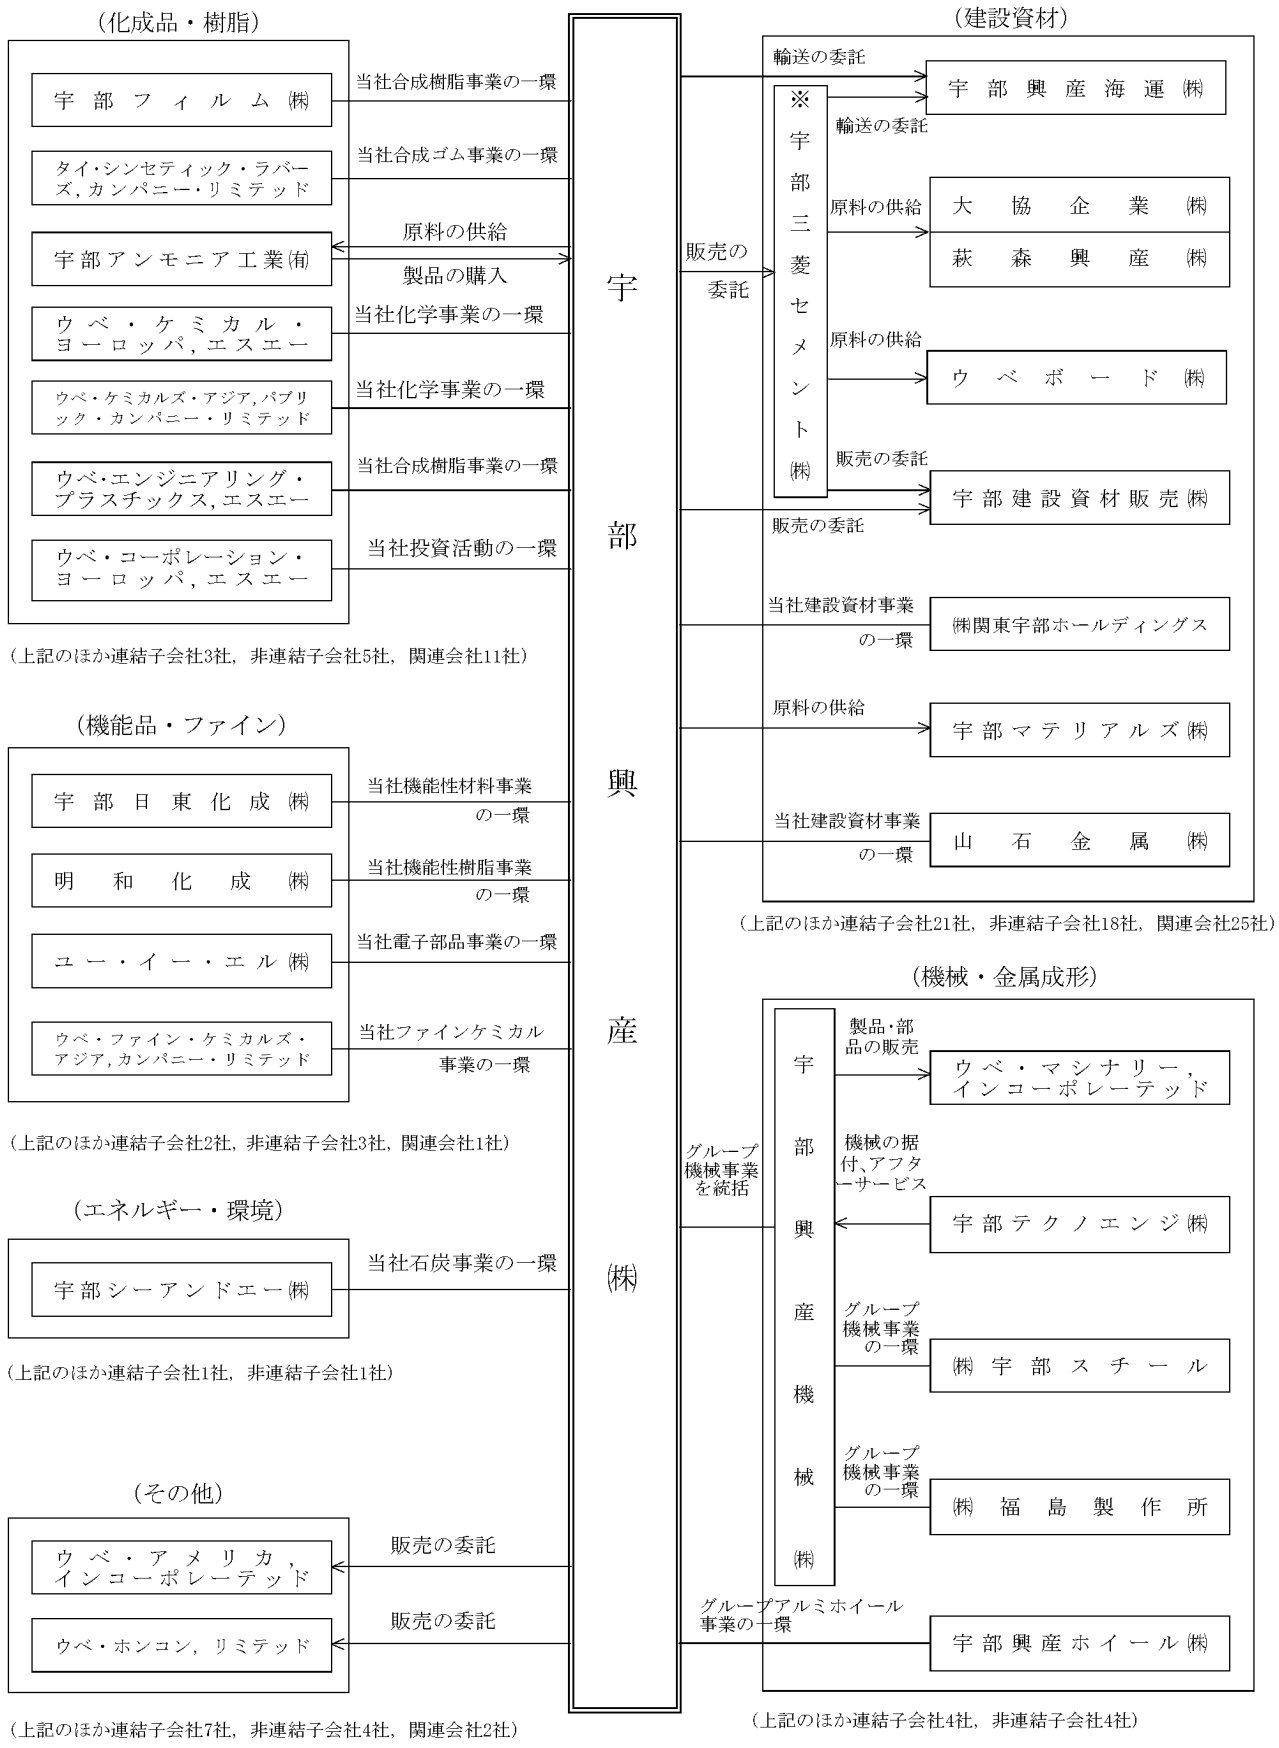 (化成品・樹脂)
宇部フィルム㈱
当社合成樹脂事業の一環
タイ・シンセティック・ラバー
ズ,カンパニー・リミテッド
当社合成ゴム事業の一環
宇部アンモニア工業㈲
原料の供給
製品の購入
ウベ・ケミカル・
ヨーロッパ,エスエー
当社化学事業の一環
ウベ・ケミカルズ・アジア,パブリ
ック・カンパニー・リミテッド
当社化学事業の一環
ウベ・エンジニアリング・
プラスチックス,エスエー
当社合成樹脂事業の一環
ウベ・コーポレーション・
ヨーロッパ,エスエー
当社投資活動の一環
(上記のほか連結子会社3社,非連結子会社5社,関連会社11社)
(機能品・ファイン)
宇部日東化成㈱
当社機能性材料事業
の一環
明和化成㈱
当社機能性樹脂事業
の一環
ユー・イー・エル㈱
当社電子部品事業の一環
ウベ・ファイン・ケミカルズ・
アジア,カンパニー・リミテッド
当社ファインケミカル
事業の一環
(上記のほか連結子会社2社,非連結子会社3社,関連会社1社)
(エネルギー・環境)
宇部シーアンドエー㈱
当社石炭事業の一環
(上記のほか連結子会社1社,非連結子会社1社)
(その他)
ウベ・アメリカ,
インコーポレーテッド
販売の委託
ウベ・ホンコン,リミテッド
販売の委託
(上記のほか連結子会社7社,非連結子会社4社,関連会社2社)
宇部興産㈱
(建設資材)
輸送の委託
宇部興産海運㈱
輸送の委託
※宇部三菱セメント㈱
販売の
委託
原料の供給
大協企業㈱
萩森興産㈱
原料の供給
ウベボード㈱
販売の委託
宇部建設資材販売㈱
販売の委託
当社建設資材事業
の一環
㈱関東宇部ホールディングス
原料の供給
宇部マテリアルズ㈱
当社建設資材事業
の一環
山石金属㈱
(上記のほか連結子会社21社,非連結子会社18社,関連会社25社)
(機械・金属成形)
グループ
機械事業
を統括
宇部興産機械㈱
製品・部
品の販売
ウベ・マシナリー,
インコーポレーテッド
機械の据
付、アフタ
ーサービス
宇部テクノエンジ㈱
グループ
機械事業
の一環
㈱宇部スチール
グループ
機械事業
の一環
㈱福島製作所
グループアルミホイール
事業の一環
宇部興産ホイール㈱
(上記のほか連結子会社4社,非連結子会社4社)